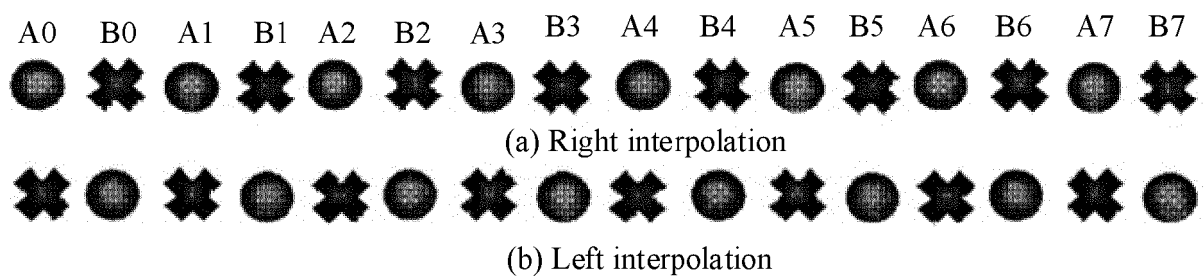 A0 B0 A1 B1 A2 B2 A3 B3 A4 B4 A5 B5 A6 B6 A7 B7
(a) Right interpolation
(b) Left interpolation